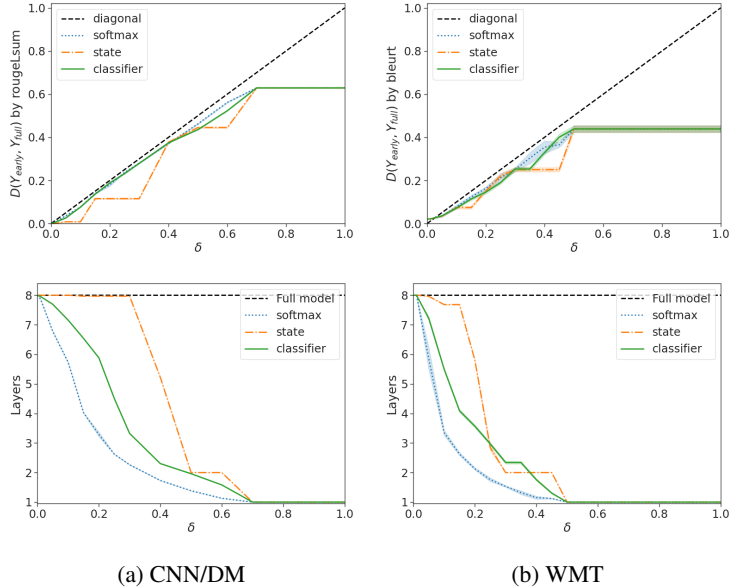 1.0
0.8
0.6
0.4
0.2
0.0
D(Y_early, Y_full) by rougeLsum
diagonal
softmax
state
classifier
0.0 0.2 0.4 0.6 0.8 1.0
δ
1.0
0.8
0.6
0.4
0.2
0.0
D(Y_early, Y_full) by bleurt
diagonal
softmax
state
classifier
0.0 0.2 0.4 0.6 0.8 1.0
δ
8
7
6
5
4
3
2
1
Layers
Full model
softmax
state
classifier
0.0 0.2 0.4 0.6 0.8 1.0
δ
8
7
6
5
4
3
2
1
Layers
Full model
softmax
state
classifier
0.0 0.2 0.4 0.6 0.8 1.0
δ
(a) CNN/DM
(b) WMT